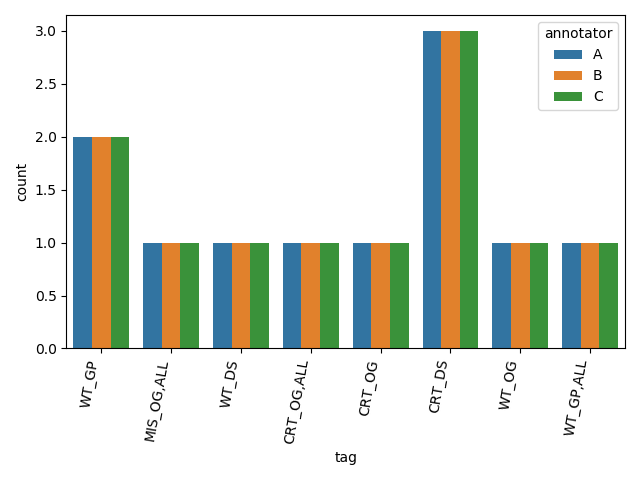 annotator
A
B
C
count
3.0
2.5
2.0
1.5
1.0
0.5
0.0
WT_GP
MIS_OG,ALL
WT_DS
CRT_OG,ALL
CRT_OG
CRT_DS
WT_OG
WT_GP,ALL
tag